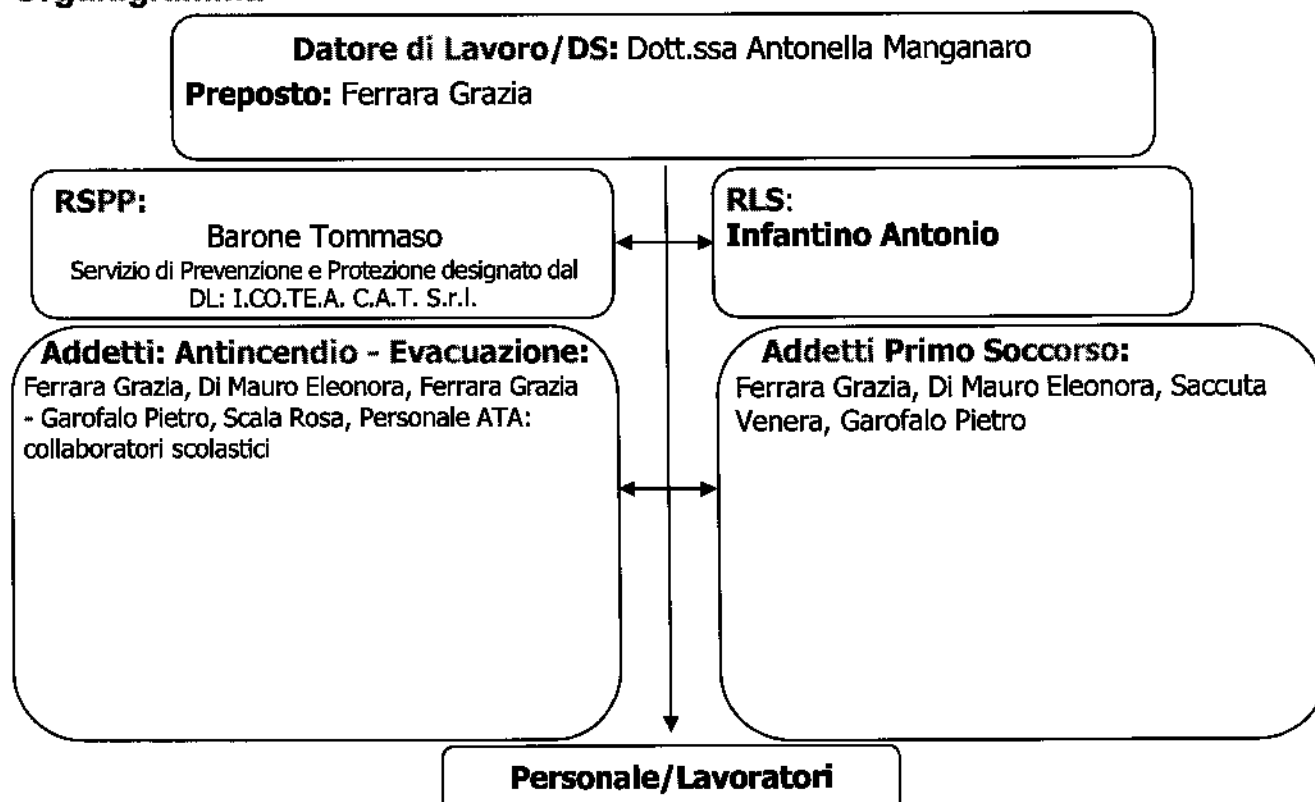 Datore di Lavoro/DS: Dott.ssa Antonella Manganaro
Preposto: Ferrara Grazia
RSPP:
Barone Tommaso
Servizio di Prevenzione e Protezione designato dal
DL: I.CO.TE.A. C.A.T. S.r.l.
RLS:
Infantino Antonio
Addetti: Antincendio - Evacuazione:
Ferrara Grazia, Di Mauro Eleonora, Ferrara Grazia
- Garofalo Pietro, Scala Rosa, Personale ATA:
collaboratori scolastici
Addetti Primo Soccorso:
Ferrara Grazia, Di Mauro Eleonora, Saccuta
Venera, Garofalo Pietro
Personale/Lavoratori